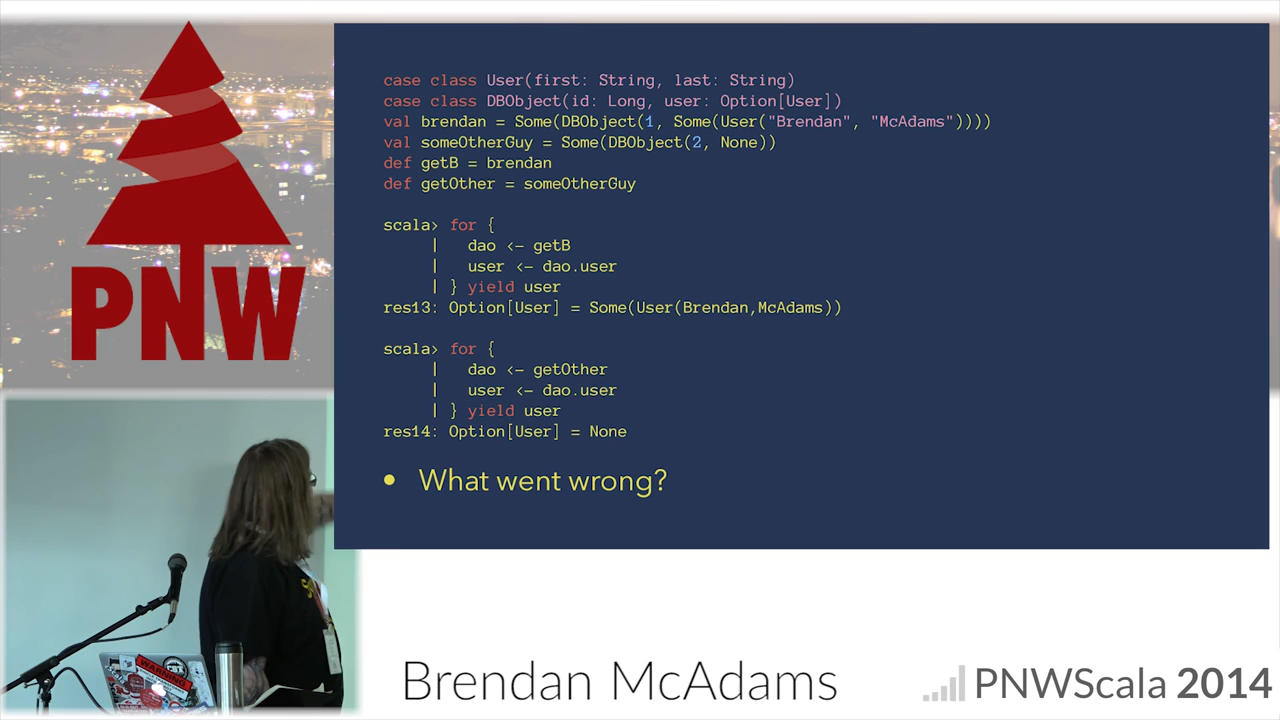 PNW
case class User(first: String, last: String)
case class DBObject(id: Long, user: Option[User])
val brendan = Some(DBObject(1, Some(User("Brendan", "McAdams"))))
val someOtherGuy = Some(DBObject(2, None))
def getB = brendan
def getOther = someOtherGuy
scala> for {
| dao <- getB
| user <- dao.user
| } yield user
res13: Option[User] = Some(User(Brendan,McAdams))
scala> for {
| dao <- getOther
| user <- dao.user
| } yield user
res14: Option[User] = None
• What went wrong?
WARNING
Brendan McAdams
PNWScala 2014